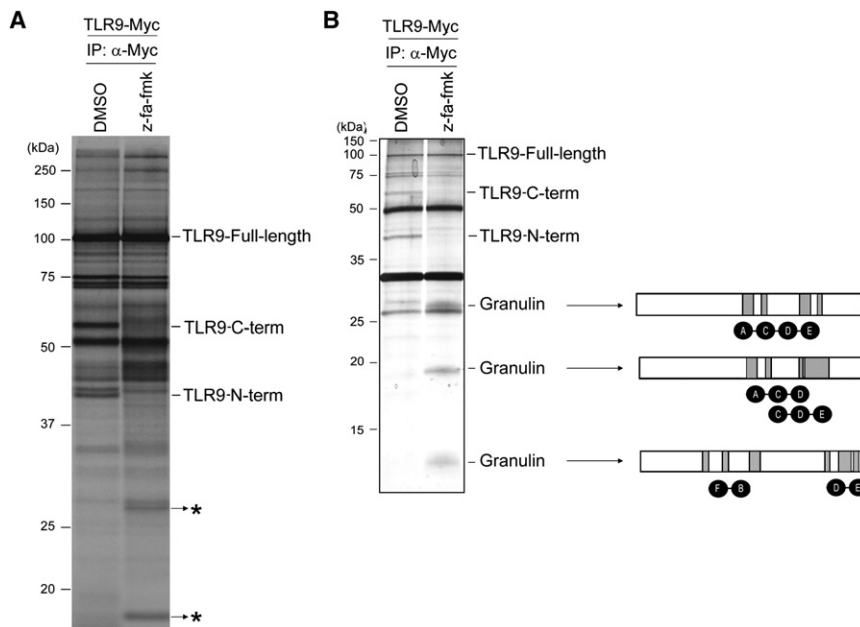 A
TLR9-Myc
IP: α-Myc
DMSO
z-fa-fmk
(kDa)
250
150
100
75
50
37
25
20
TLR9-Full-length
TLR9-C-term
TLR9-N-term
*
*
B
TLR9-Myc
IP: α-Myc
DMSO
z-fa-fmk
(kDa)
150
100
75
50
35
25
20
15
TLR9-Full-length
TLR9-C-term
TLR9-N-term
Granulin
Granulin
Granulin
A C D E
A C D
C D E
F B D E